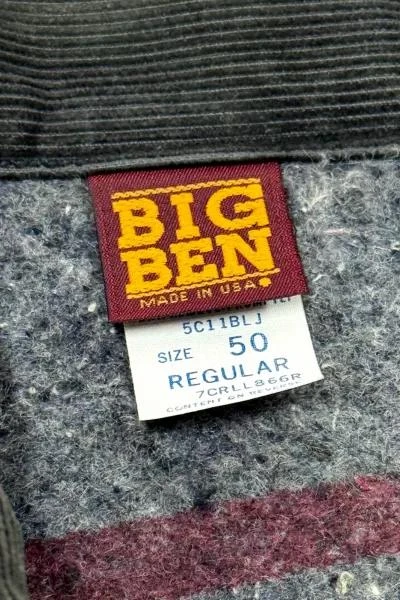 BIG
BEN
MADE IN USA
5C11BLJ
SIZE 50
REGULAR
7CRLL866R
CONTENT ON REVERSE